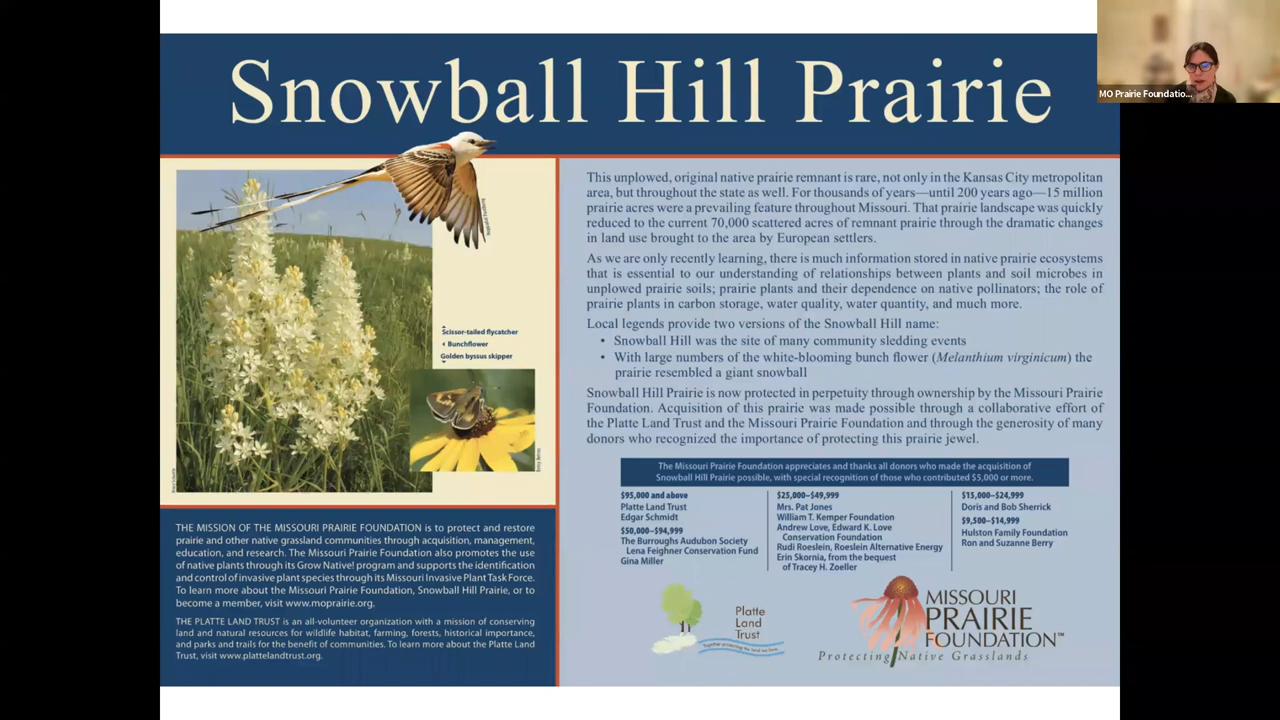 Snowball Hill Prairie
MO Prairie Foundatio...
Scissor-tailed flycatcher
Bunchflower
Golden byssus skipper
THE MISSION OF THE MISSOURI PRAIRIE FOUNDATION is to protect and restore
prairie and other native grassland communities through acquisition, management,
education, and research. The Missouri Prairie Foundation also promotes the use
of native plants through its Grow Native! program and supports the identification
and control of invasive plant species through its Missouri Invasive Plant Task Force.
To learn more about the Missouri Prairie Foundation, Snowball Hill Prairie, or to
become a member, visit www.moprairie.org.
THE PLATTE LAND TRUST is an all-volunteer organization with a mission of conserving
land and natural resources for wildlife habitat, farming, forests, historical importance,
and parks and trails for the benefit of communities. To learn more about the Platte Land
Trust, visit www.plattelandtrust.org.
This unplowed, original native prairie remnant is rare, not only in the Kansas City metropolitan
area, but throughout the state as well. For thousands of years—until 200 years ago—15 million
prairie acres were a prevailing feature throughout Missouri. That prairie landscape was quickly
reduced to the current 70,000 scattered acres of remnant prairie through the dramatic changes
in land use brought to the area by European settlers.
As we are only recently learning, there is much information stored in native prairie ecosystems
that is essential to our understanding of relationships between plants and soil microbes in
unplowed prairie soils; prairie plants and their dependence on native pollinators; the role of
prairie plants in carbon storage, water quality, water quantity, and much more.
Local legends provide two versions of the Snowball Hill name:
• Snowball Hill was the site of many community sledding events
• With large numbers of the white-blooming bunch flower (Melanthium virginicum) the
prairie resembled a giant snowball
Snowball Hill Prairie is now protected in perpetuity through ownership by the Missouri Prairie
Foundation. Acquisition of this prairie was made possible through a collaborative effort of
the Platte Land Trust and the Missouri Prairie Foundation and through the generosity of many
donors who recognized the importance of protecting this prairie jewel.
The Missouri Prairie Foundation appreciates and thanks all donors who made the acquisition of
Snowball Hill Prairie possible, with special recognition of those who contributed $5,000 or more.
$95,000 and above
Platte Land Trust
Edgar Schmidt
$50,000–$94,999
The Burroughs Audubon Society
Lena Feighner Conservation Fund
Gina Miller
$25,000–$49,999
Mrs. Pat Jones
William T. Kemper Foundation
Andrew Love, Edward K. Love
Conservation Foundation
Rudi Roeslein, Roeslein Alternative Energy
Erin Skornia, from the bequest
of Tracey H. Zoeller
$15,000–$24,999
Doris and Bob Sherrick
$9,500–$14,999
Hulston Family Foundation
Ron and Suzanne Berry
Platte
Land
Trust
Together protecting the land we love.
MISSOURI
PRAIRIE
FOUNDATION™
Protecting Native Grasslands